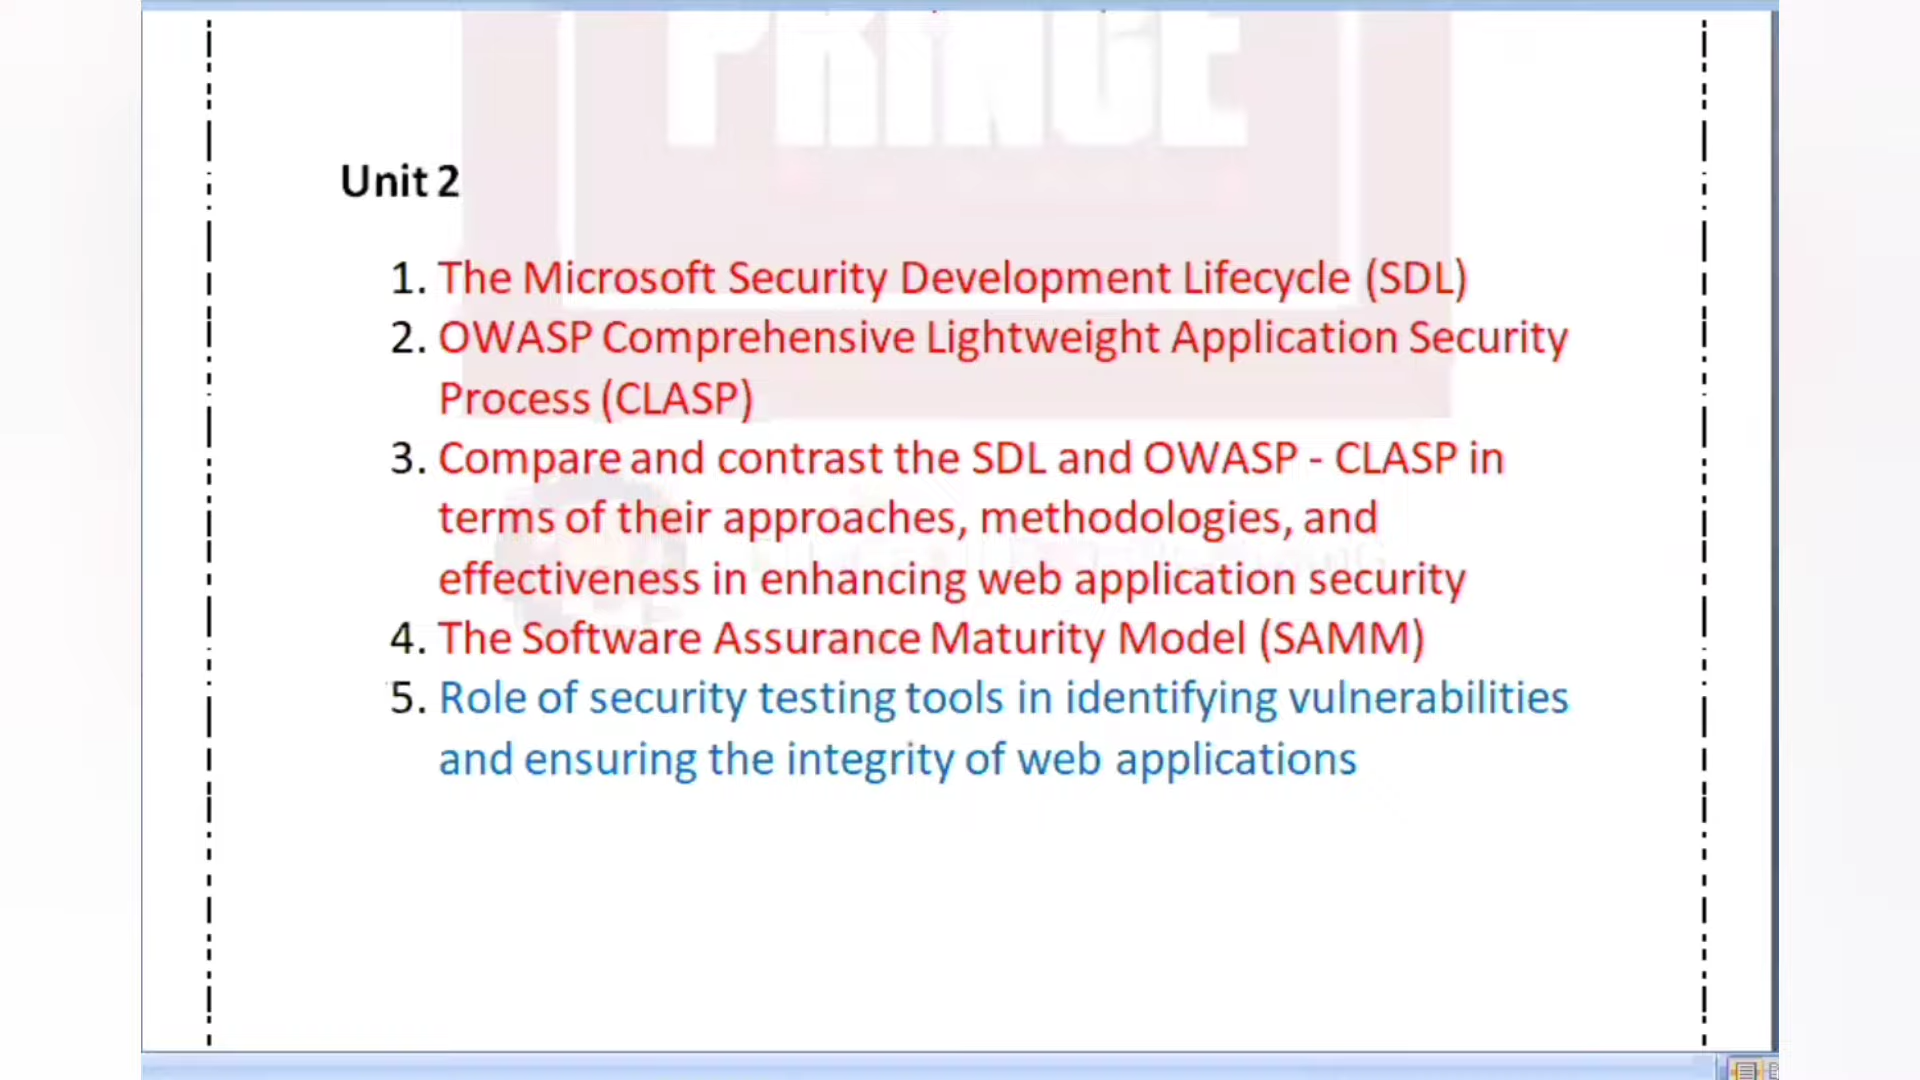 PRINCE
Unit 2
1. The Microsoft Security Development Lifecycle (SDL)
2. OWASP Comprehensive Lightweight Application Security
Process (CLASP)
3. Compare and contrast the SDL and OWASP - CLASP in
terms of their approaches, methodologies, and
effectiveness in enhancing web application security
4. The Software Assurance Maturity Model (SAMM)
5. Role of security testing tools in identifying vulnerabilities
and ensuring the integrity of web applications